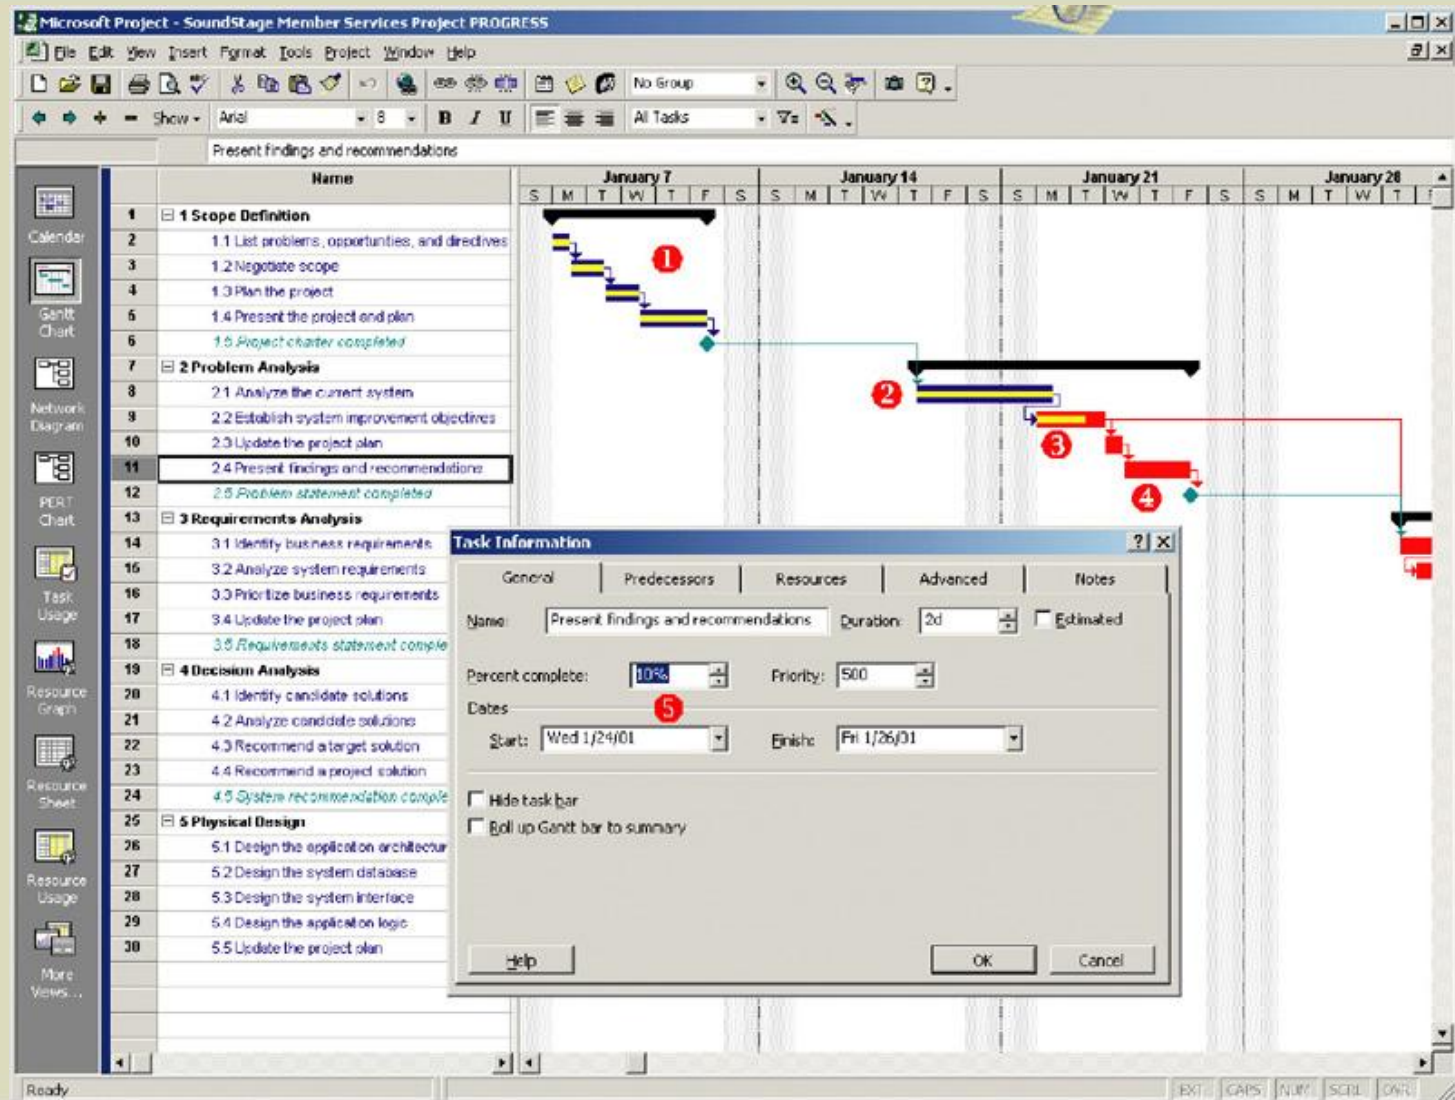 Microsoft Project - SoundStage Member Services Project PROGRESS
File Edit View Insert Format Tools Project Window Help
No Group
Show Arial 8 B I U All Tasks
Present findings and recommendations
Name
January 7 January 14 January 21 January 28
S M T W T F S S M T W T F S S M T W T F S S M T W T F
1 1 Scope Definition
2 1.1 List problems, opportunities, and directives
3 1.2 Negotiate scope
4 1.3 Plan the project
5 1.4 Present the project and plan
6 1.5 Project charter completed
7 2 Problem Analysis
8 2.1 Analyze the current system
9 2.2 Establish system improvement objectives
10 2.3 Update the project plan
11 2.4 Present findings and recommendations
12 2.5 Problem statement completed
13 3 Requirements Analysis
14 3.1 Identify business requirements
15 3.2 Analyze system requirements
16 3.3 Prioritize business requirements
17 3.4 Update the project plan
18 3.5 Requirements statement comple
19 4 Decision Analysis
20 4.1 Identify candidate solutions
21 4.2 Analyze candidate solutions
22 4.3 Recommend a target solution
23 4.4 Recommend a project solution
24 4.5 System recommendation comple
25 5 Physical Design
26 5.1 Design the application architectur
27 5.2 Design the system database
28 5.3 Design the system interface
29 5.4 Design the application logic
30 5.5 Update the project plan
Calendar
Gantt
Chart
Network
Diagram
PERT
Chart
Task
Usage
Resource
Graph
Resource
Sheet
Resource
Usage
More
Views...
1
2
3
4
Task Information
General Predecessors Resources Advanced Notes
Name: Present findings and recommendations Duration: 2d Estimated
Percent complete: 10% Priority: 500
5
Dates
Start: Wed 1/24/01 Finish: Fri 1/26/01
Hide task bar
Roll up Gantt bar to summary
Help OK Cancel
Ready
EXT CAPS NUM SCRL OVR